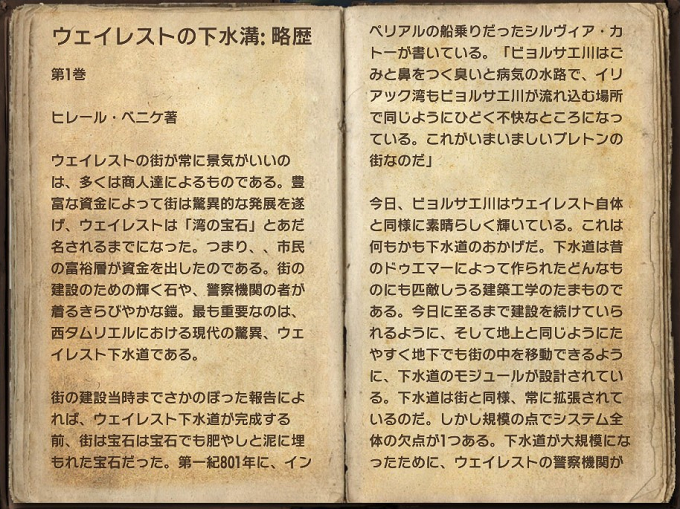 ウェイレストの下水溝: 略歴
第1巻
ヒレール・ベニケ著
ウェイレストの街が常に景気がいいの
は、多くは商人達によるものである。豊
富な資金によって街は驚異的な発展を遂
げ、ウェイレストは「湾の宝石」とあだ
名されるまでになった。つまり、、市民
の富裕層が資金を出したのである。街の
建設のための輝く石や、警察機関の者が
着るきらびやかな鎧。最も重要なのは、
西タムリエルにおける現代の驚異、ウェ
イレスト下水道である。
街の建設当時までさかのぼった報告によ
れば、ウェイレスト下水道が完成する
前、街は宝石は宝石でも肥やしと泥に埋
もれた宝石だった。第一紀801年に、イン
ペリアルの船乗りだったシルヴィア・カ
トーが書いている。「ビョルサエ川はご
みと鼻をつく臭いと病気の水路で、イリ
アック湾もビョルサエ川が流れ込む場所
で同じようにひどく不快なところになっ
ている。これがいまいましいブレトンの
街なのだ」
今日、ビョルサエ川はウェイレスト自体
と同様に素晴らしく輝いている。これは
何もかも下水道のおかげだ。下水道は昔
のドゥエマーによって作られたどんなも
のにも匹敵しうる建築工学のたまもので
ある。今日に至るまで建設を続けていら
れるように、そして地上と同じようにた
やすく地下でも街の中を移動できるよう
に、下水道のモジュールが設計されてい
る。下水道は街と同様、常に拡張されて
いるのだ。しかし規模の点でシステム全
体の欠点が1つある。下水道が大規模にな
ったために、ウェイレストの警察機関が